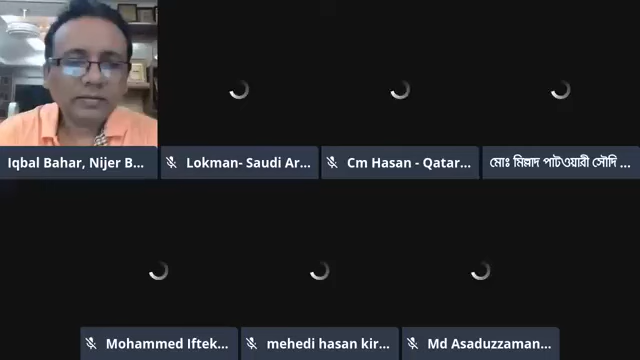 Iqbal Bahar, Nijer B...
Lokman- Saudi Ar...
Cm Hasan - Qatar...
মোঃ মিল্লাদ পাটওয়ারী সৌদি ...
Mohammed Iftek...
mehedi hasan kir...
Md Asaduzzaman...